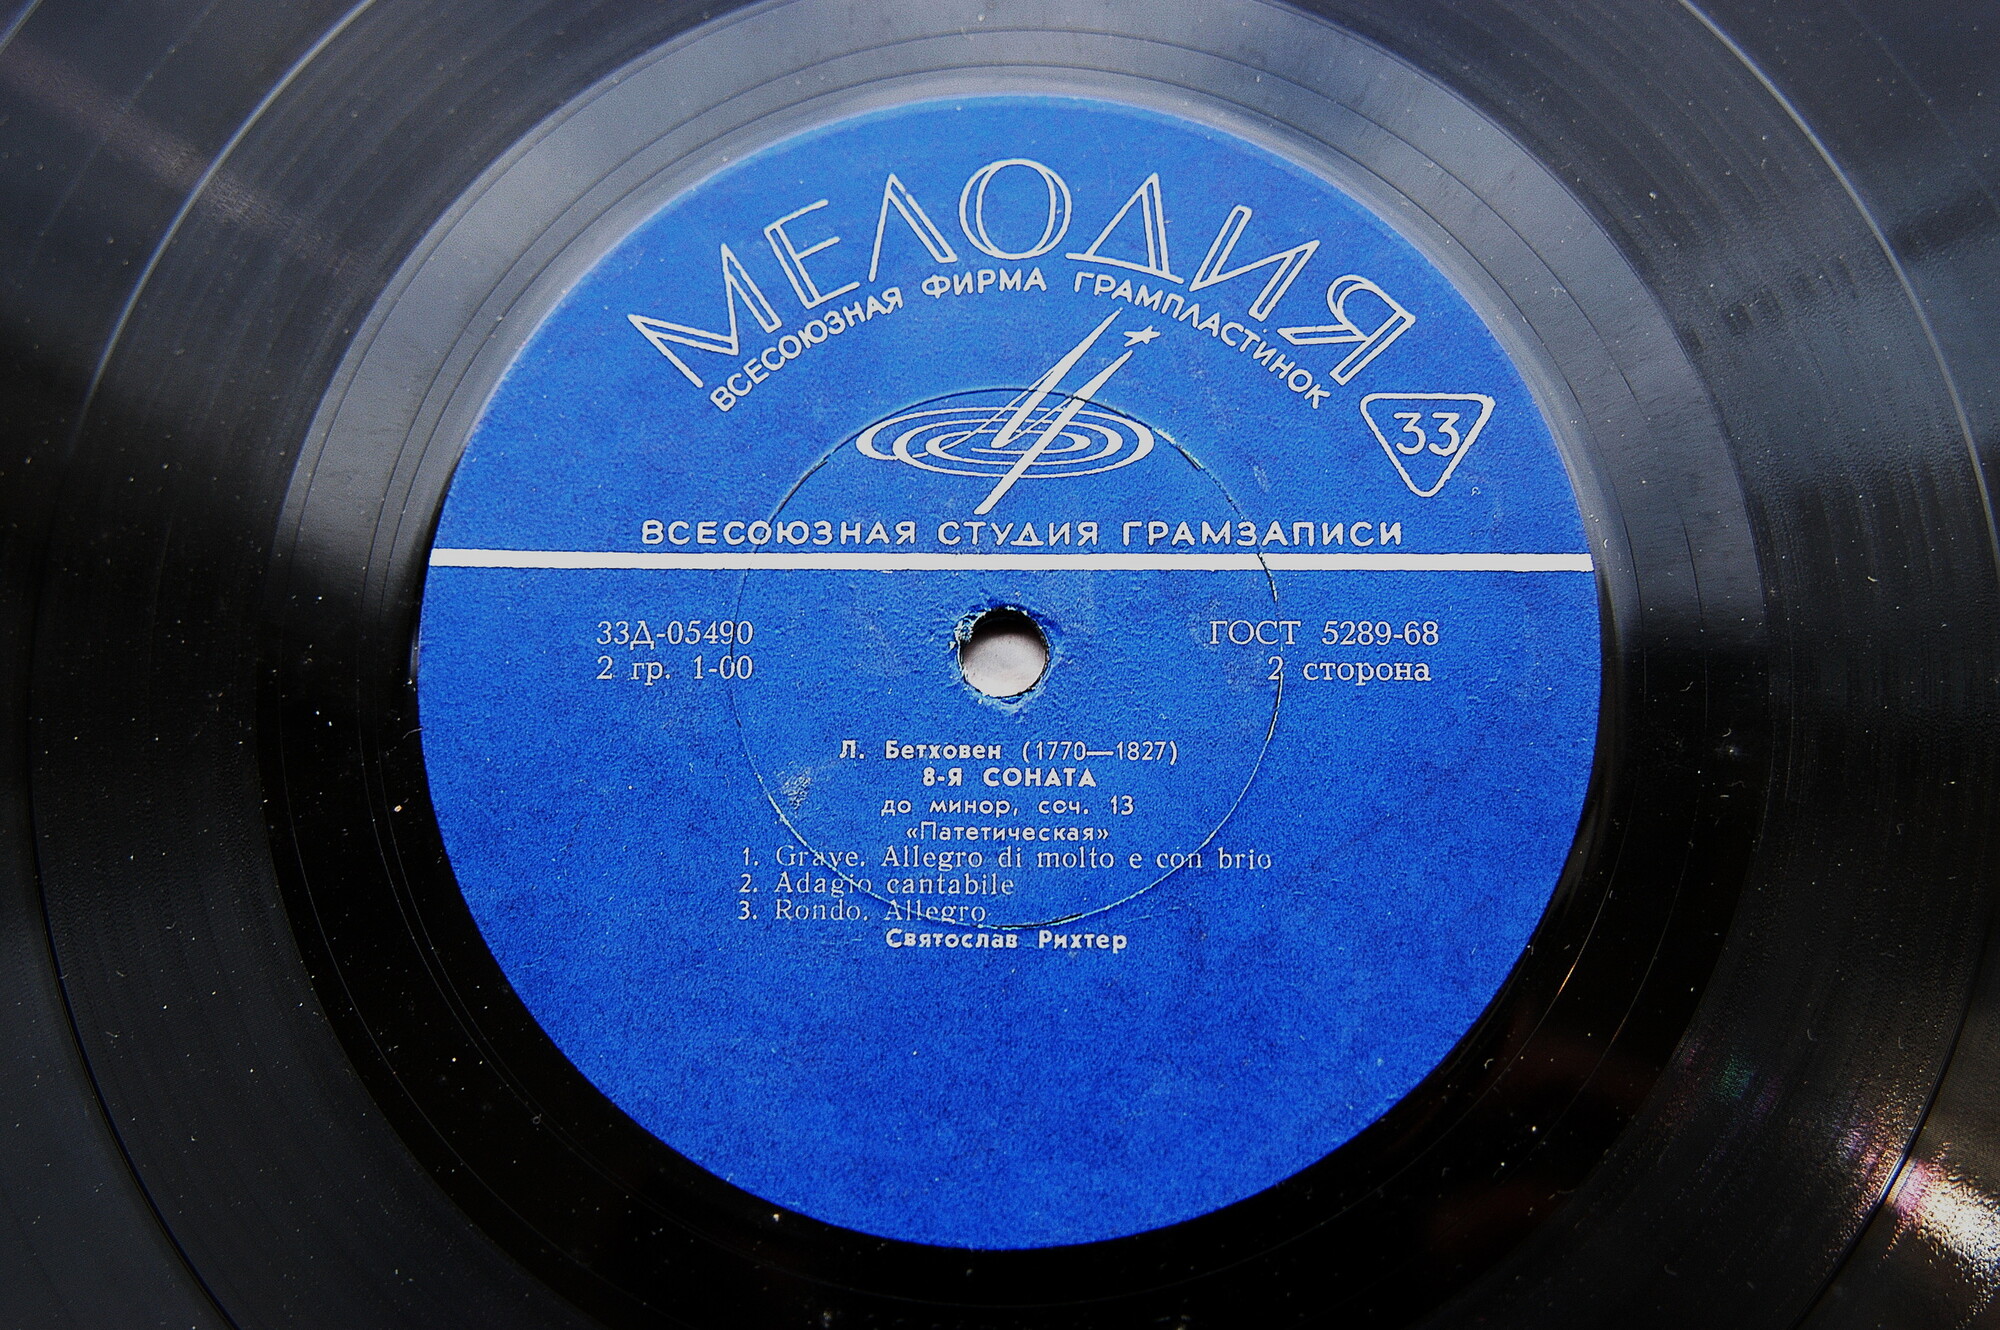 МЕЛОДИЯ
ВСЕСОЮЗНАЯ ФИРМА ГРАМПЛАСТИНОК
33
ВСЕСОЮЗНАЯ СТУДИЯ ГРАМЗАПИСИ
33Д-05490
ГОСТ 5289-68
2 гр. 1-00
2 сторона
Л. Бетховен (1770—1827)
8-Я СОНАТА
до минор, соч. 13
«Патетическая»
1. Grave. Allegro di molto e con brio
2. Adagio cantabile
3. Rondo. Allegro
Святослав Рихтер